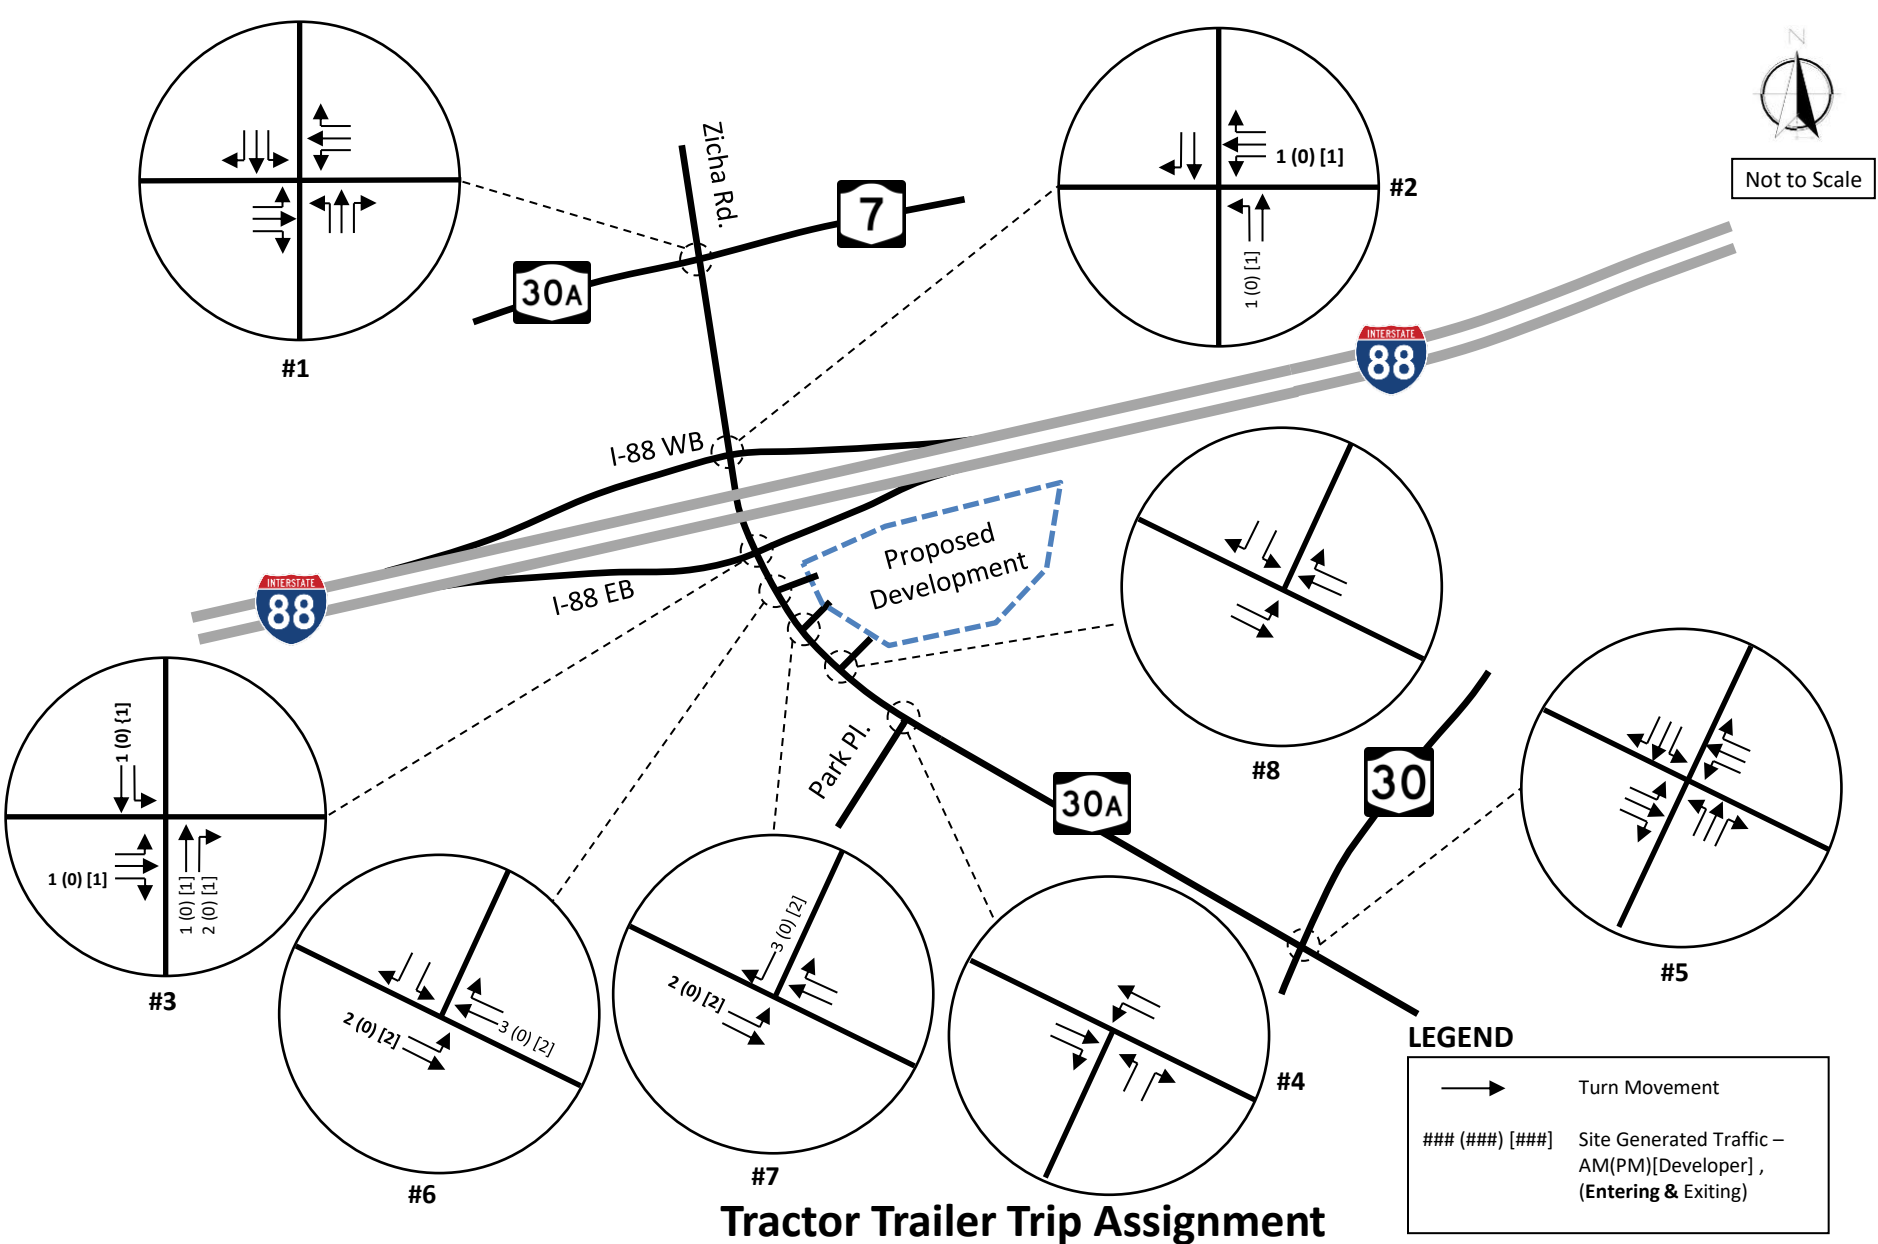 N
Not to Scale
Zicha Rd.
7
30A
#1
1 (0) [1]
1 (0) [1]
#2
INTERSTATE
88
I-88 WB
I-88 EB
INTERSTATE
88
Proposed
Development
#8
Park Pl.
30A
30
1 (0) {1]
1 (0) [1]
1 (0) [1]
2 (0) [1]
#3
2 (0) [2]
3 (0) [2]
#6
3 (0) [2]
2 (0) [2]
#7
#4
#5
LEGEND
Turn Movement
### (###) [###] Site Generated Traffic –
AM(PM)[Developer] ,
(Entering & Exiting)
Tractor Trailer Trip Assignment